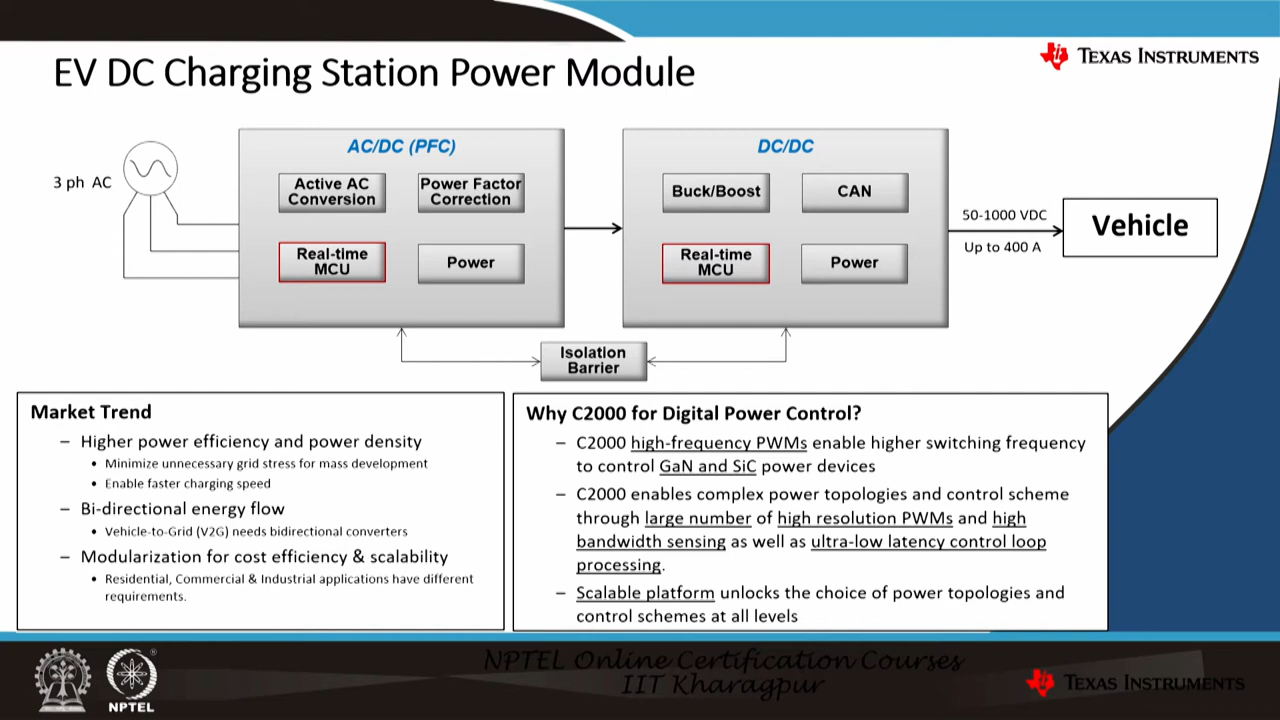 EV DC Charging Station Power Module
TEXAS INSTRUMENTS
3 ph AC
AC/DC (PFC)
Active AC
Conversion
Power Factor
Correction
Real-time
MCU
Power
DC/DC
Buck/Boost
CAN
Real-time
MCU
Power
50-1000 VDC
Up to 400 A
Vehicle
Isolation
Barrier
Market Trend
– Higher power efficiency and power density
• Minimize unnecessary grid stress for mass development
• Enable faster charging speed
– Bi-directional energy flow
• Vehicle-to-Grid (V2G) needs bidirectional converters
– Modularization for cost efficiency & scalability
• Residential, Commercial & Industrial applications have different
requirements.
Why C2000 for Digital Power Control?
– C2000 high-frequency PWMs enable higher switching frequency
to control GaN and SiC power devices
– C2000 enables complex power topologies and control scheme
through large number of high resolution PWMs and high
bandwidth sensing as well as ultra-low latency control loop
processing.
– Scalable platform unlocks the choice of power topologies and
control schemes at all levels
NPTEL
NPTEL Online Certification Courses
IIT Kharagpur
TEXAS INSTRUMENTS